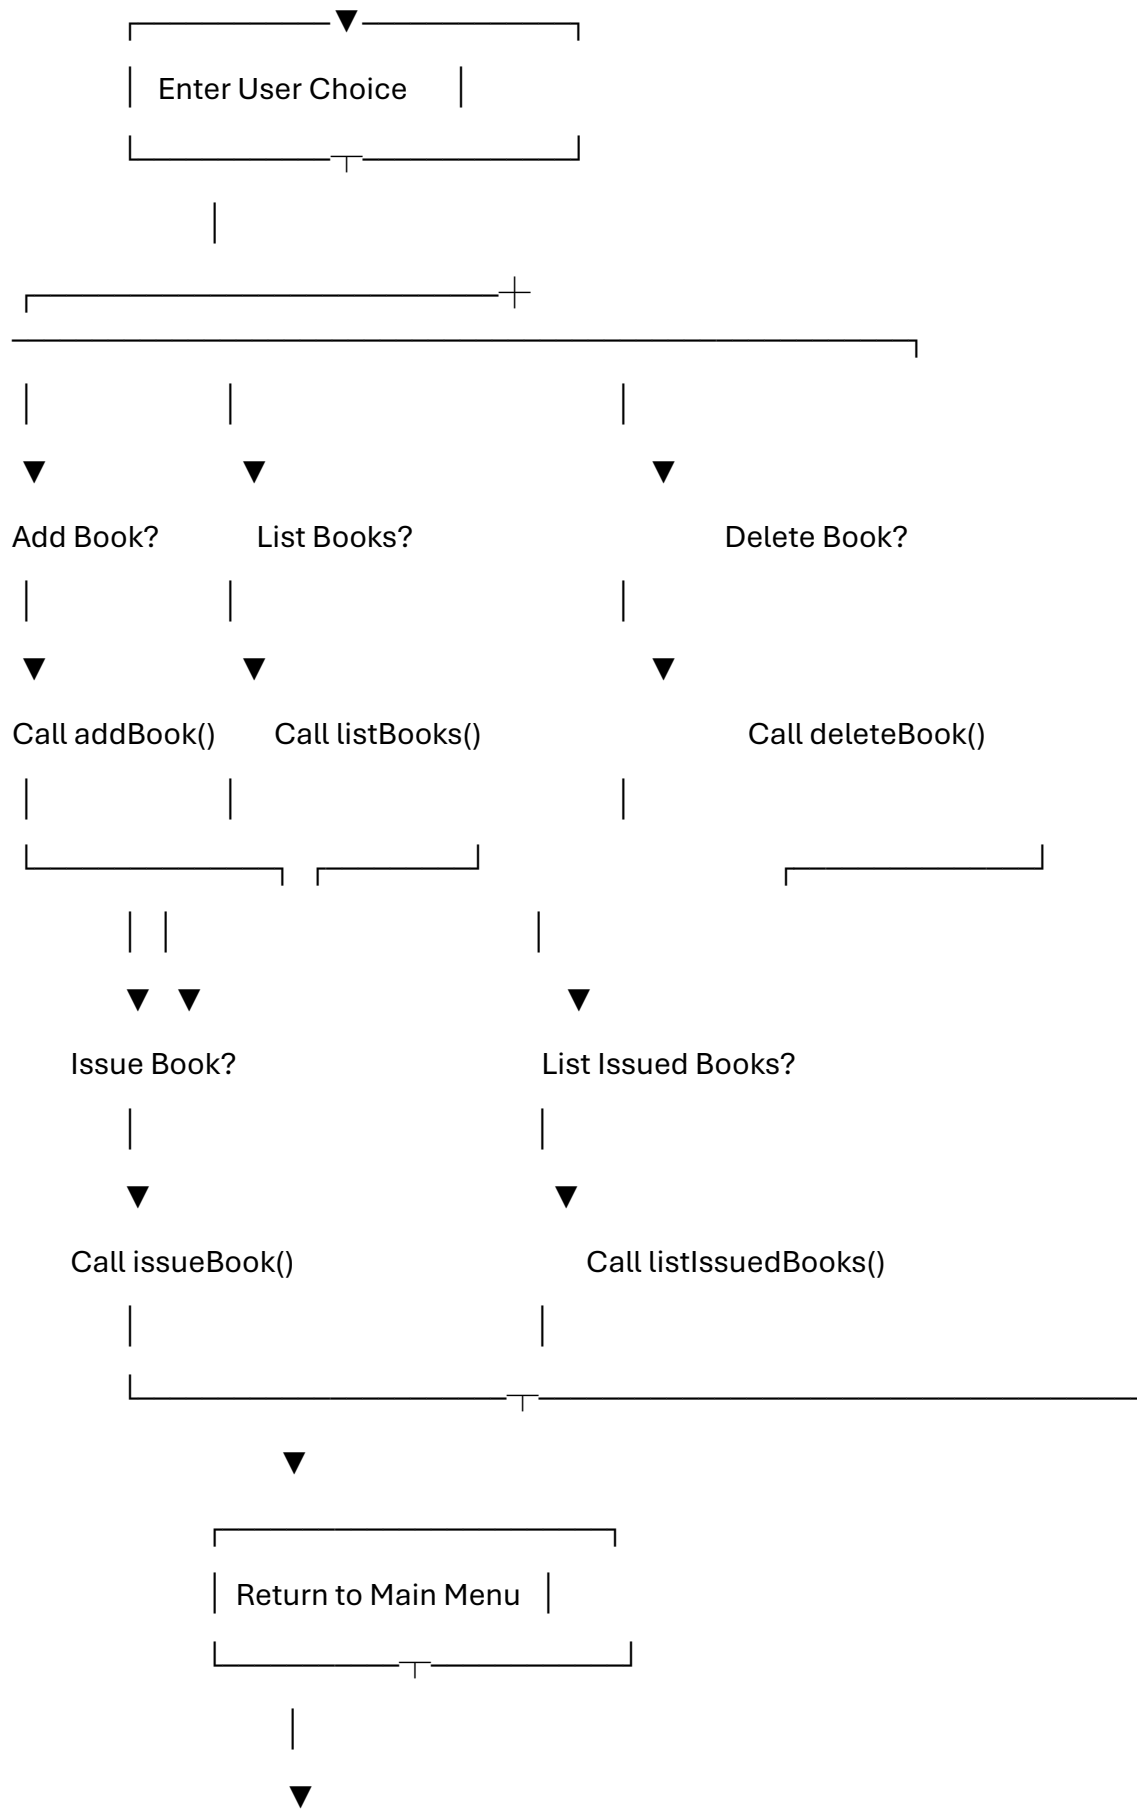 Enter User Choice
Add Book? List Books? Delete Book?
Call addBook() Call listBooks() Call deleteBook()
Issue Book? List Issued Books?
Call issueBook() Call listIssuedBooks()
Return to Main Menu